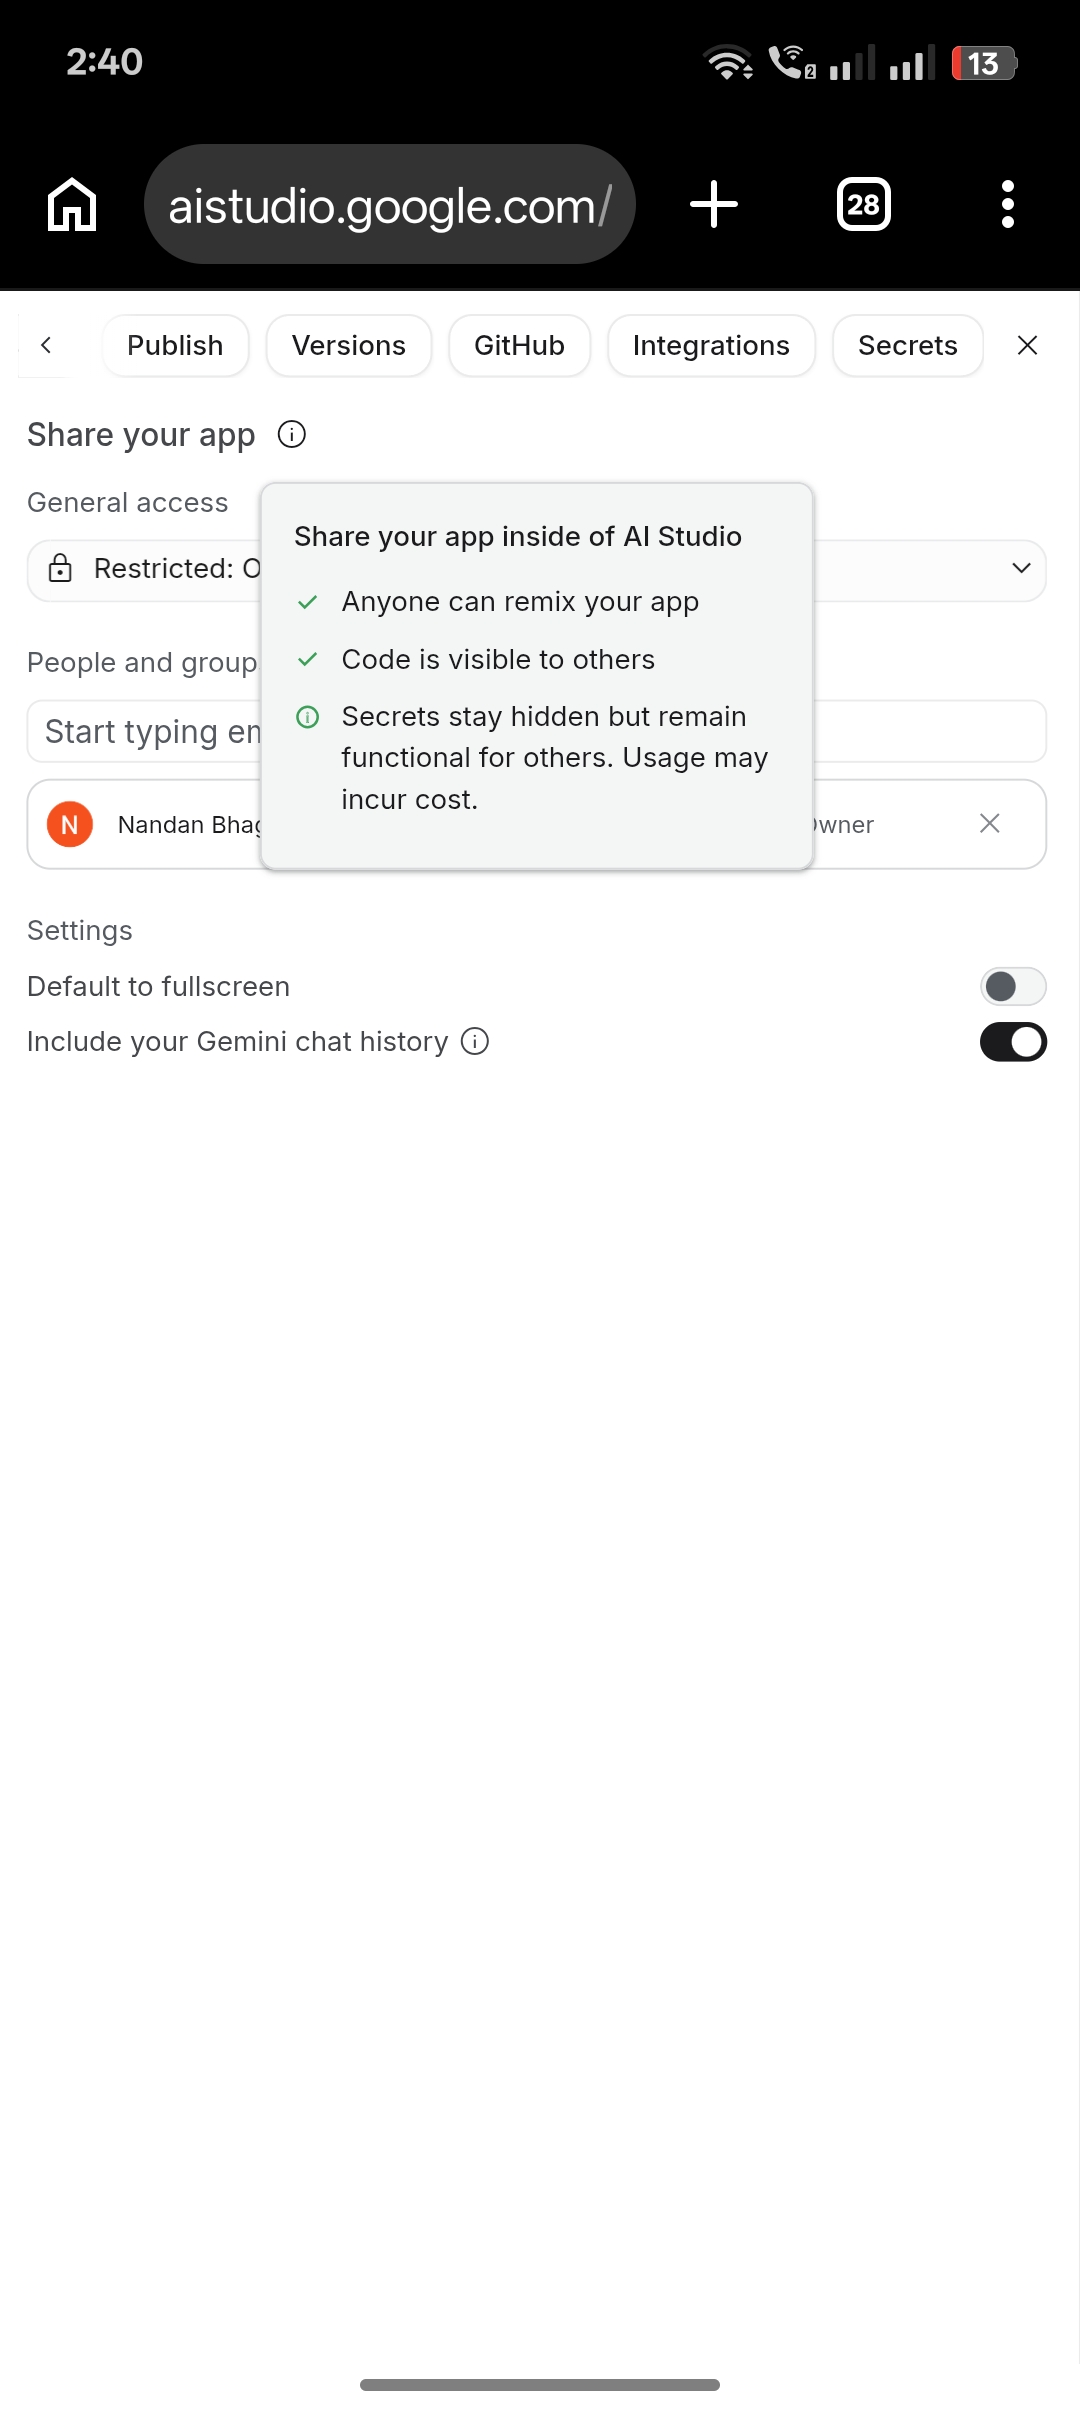 2:40
2
13
aistudio.google.com/
28
Publish Versions GitHub Integrations Secrets
Share your app
General access
Share your app inside of AI Studio
Restricted:
Anyone can remix your app
People and group
Code is visible to others
Start typing
Secrets stay hidden but remain
functional for others. Usage may
incur cost.
N Nandan
Settings
Default to fullscreen
Include your Gemini chat history